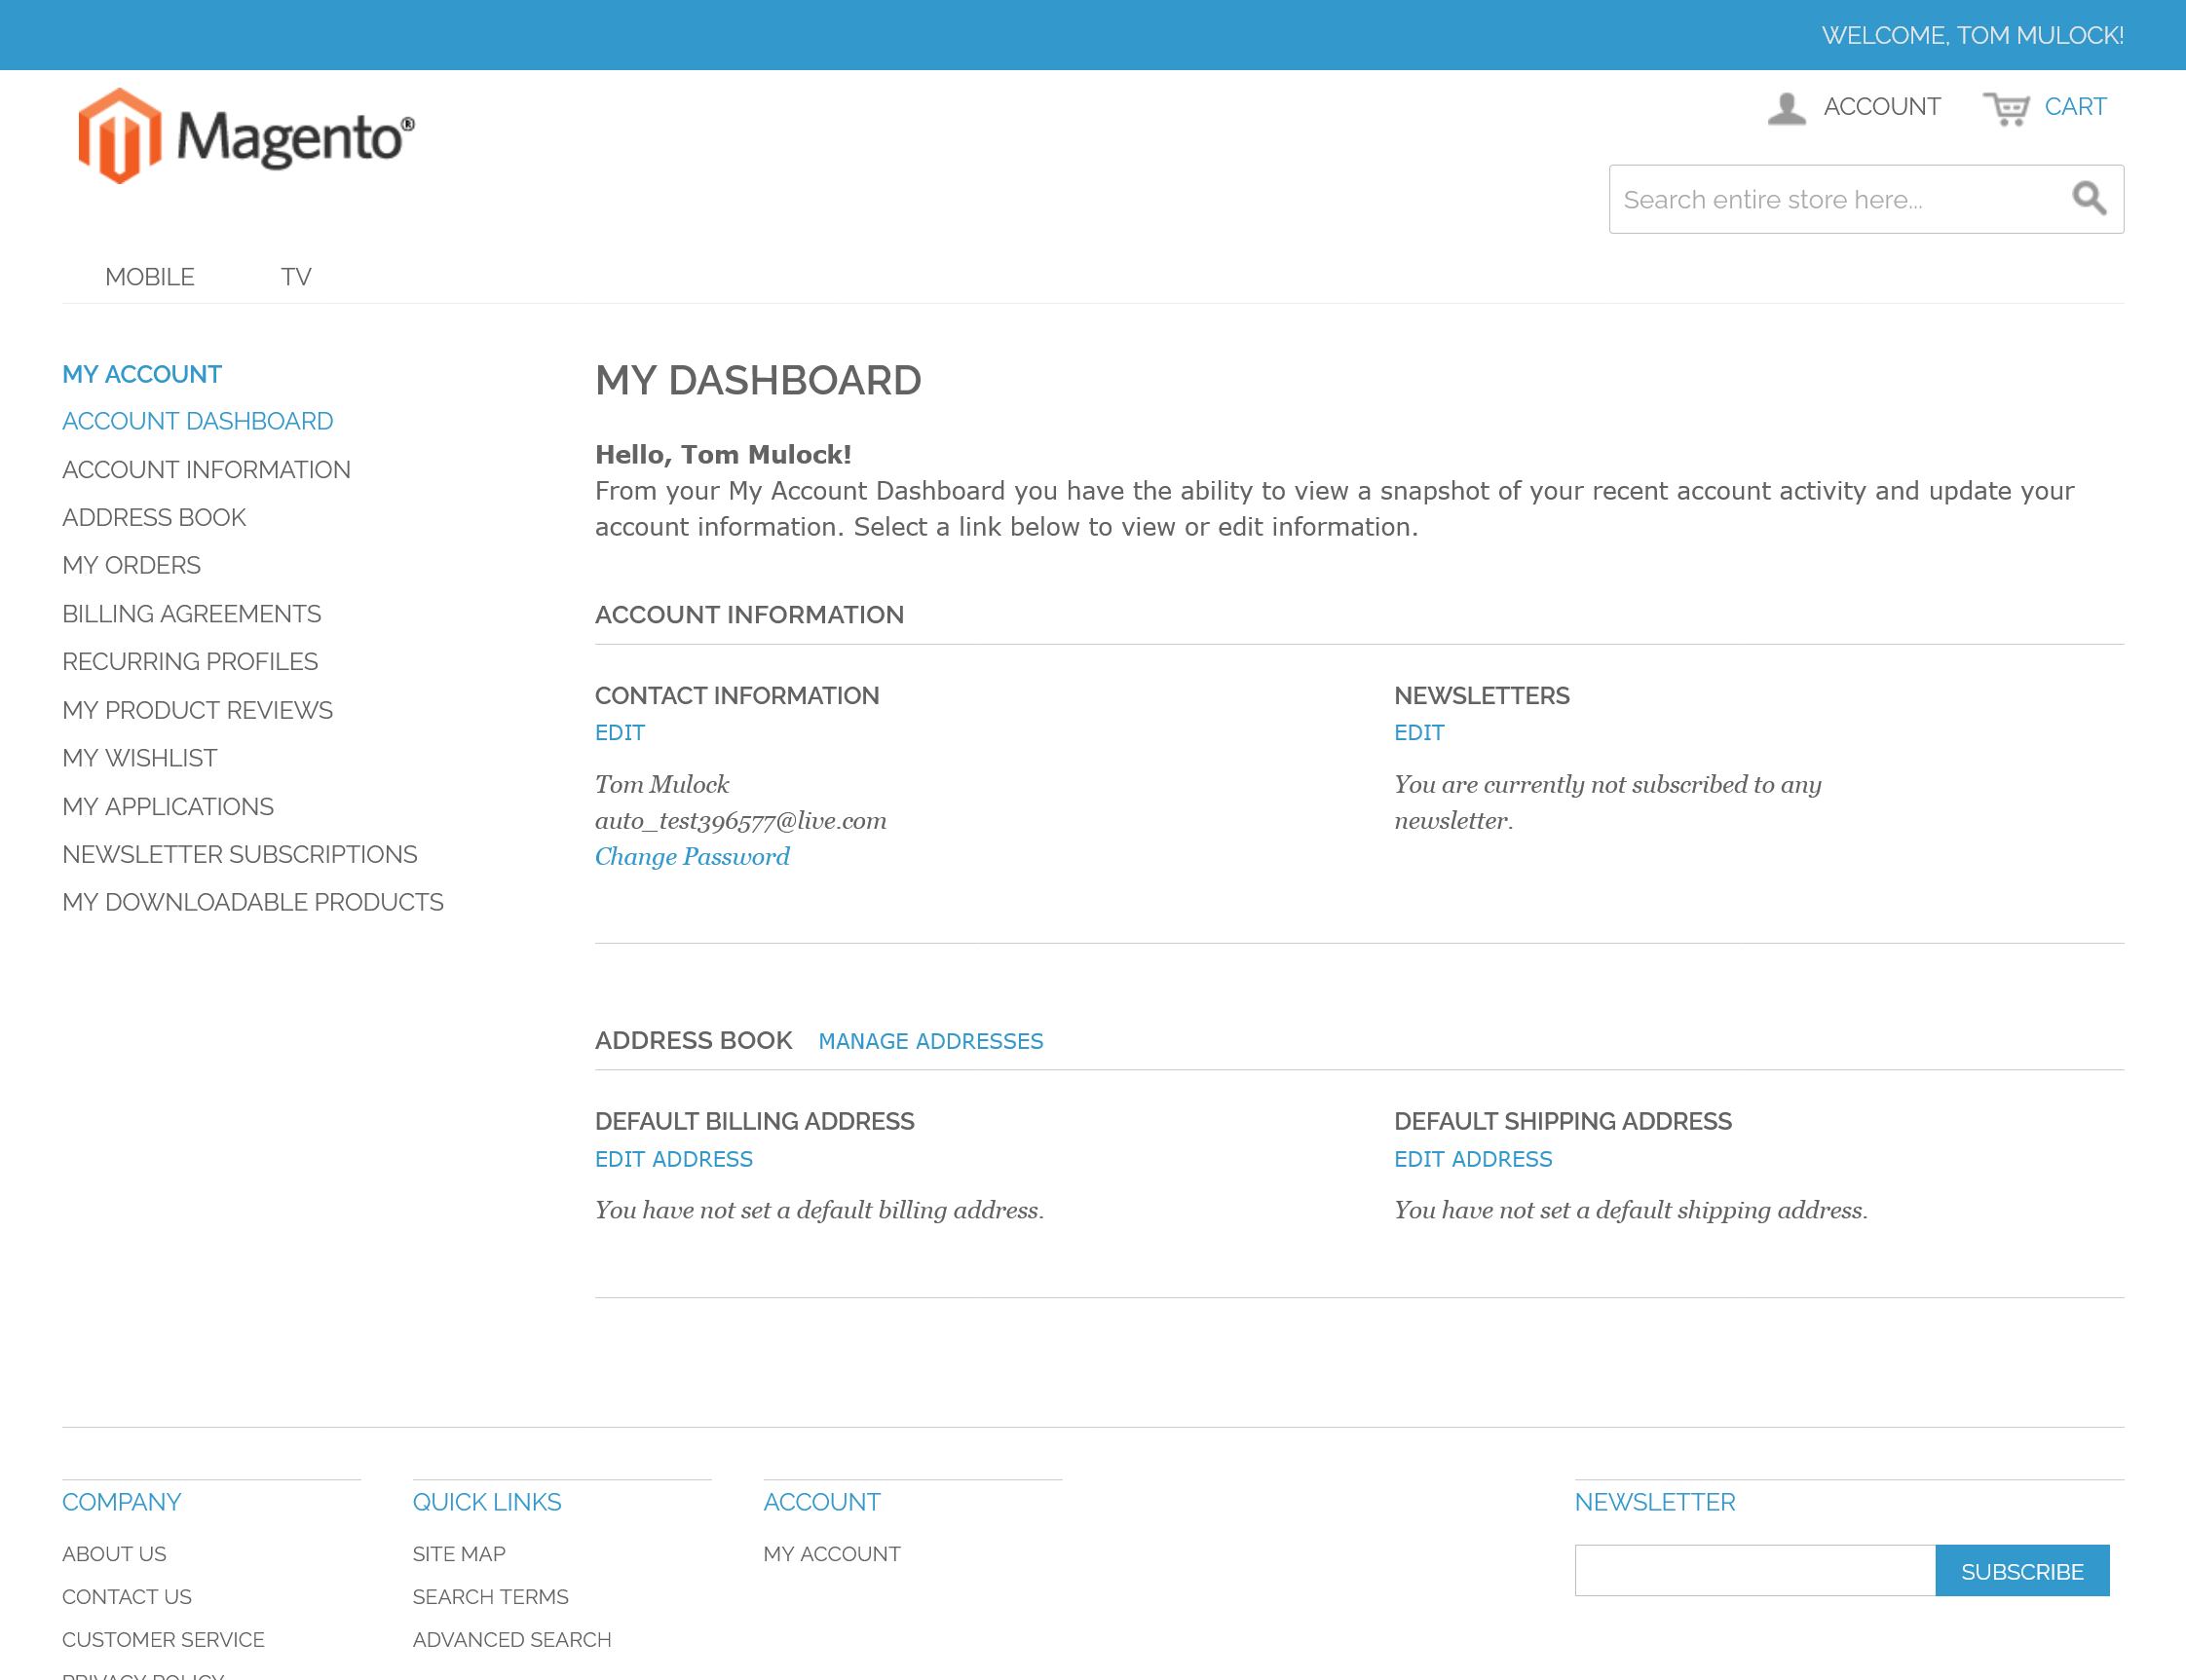 WELCOME, TOM MULOCK!
Magento®
ACCOUNT
CART
Search entire store here...
MOBILE
TV
MY ACCOUNT
ACCOUNT DASHBOARD
ACCOUNT INFORMATION
ADDRESS BOOK
MY ORDERS
BILLING AGREEMENTS
RECURRING PROFILES
MY PRODUCT REVIEWS
MY WISHLIST
MY APPLICATIONS
NEWSLETTER SUBSCRIPTIONS
MY DOWNLOADABLE PRODUCTS
MY DASHBOARD
Hello, Tom Mulock!
From your My Account Dashboard you have the ability to view a snapshot of your recent account activity and update your
account information. Select a link below to view or edit information.
ACCOUNT INFORMATION
CONTACT INFORMATION
EDIT
Tom Mulock
auto_test396577@live.com
Change Password
NEWSLETTERS
EDIT
You are currently not subscribed to any
newsletter.
ADDRESS BOOK MANAGE ADDRESSES
DEFAULT BILLING ADDRESS
EDIT ADDRESS
You have not set a default billing address.
DEFAULT SHIPPING ADDRESS
EDIT ADDRESS
You have not set a default shipping address.
COMPANY
ABOUT US
CONTACT US
CUSTOMER SERVICE
PRIVACY POLICY
QUICK LINKS
SITE MAP
SEARCH TERMS
ADVANCED SEARCH
ACCOUNT
MY ACCOUNT
NEWSLETTER
SUBSCRIBE